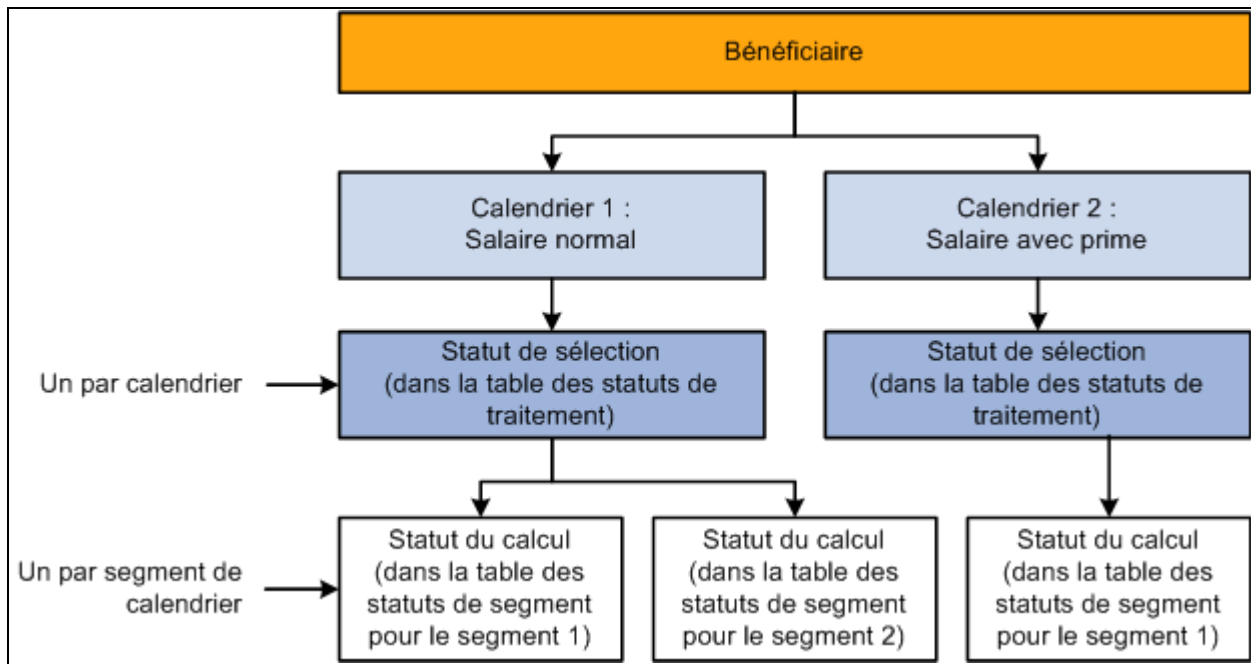 Bénéficiaire
Calendrier 1 :
Salaire normal
Calendrier 2 :
Salaire avec prime
Un par calendrier
Statut de sélection
(dans la table des statuts de
traitement)
Statut de sélection
(dans la table des statuts de
traitement)
Un par segment de
calendrier
Statut du calcul
(dans la table des
statuts de segment
pour le segment 1)
Statut du calcul
(dans la table des
statuts de segment
pour le segment 2)
Statut du calcul
(dans la table des
statuts de segment
pour le segment 1)